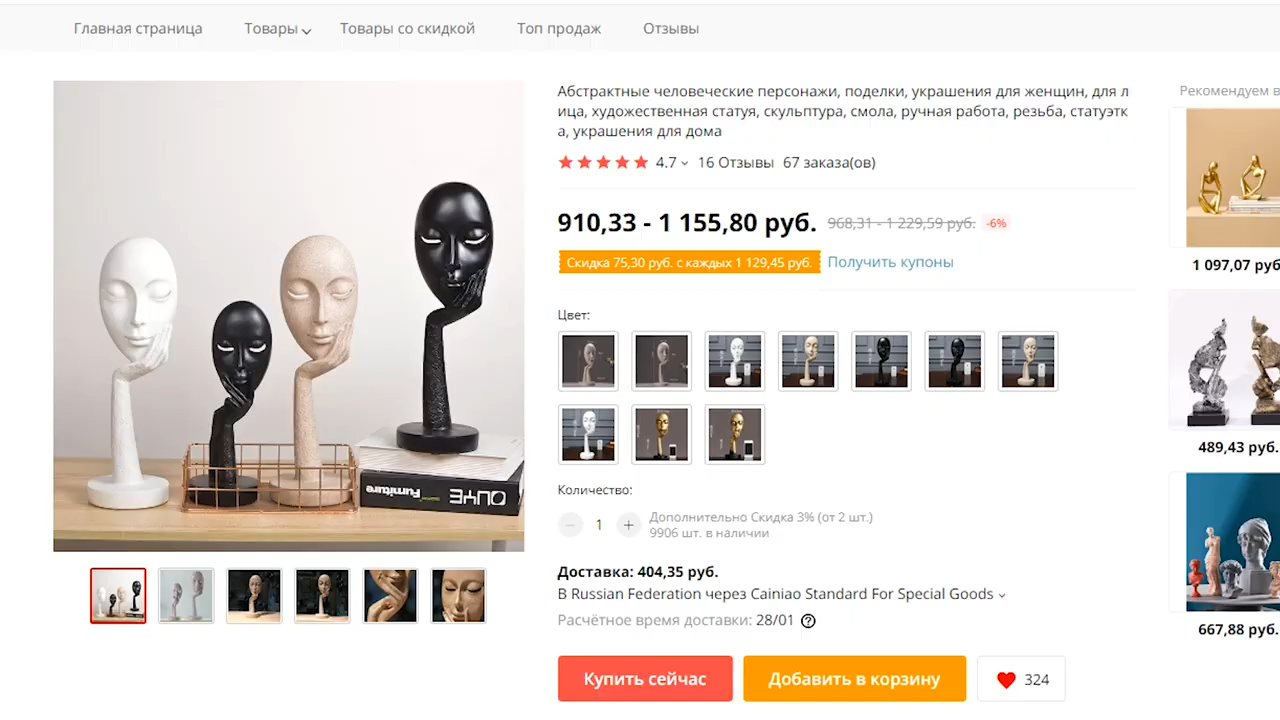 Главная страница
Товары
Товары со скидкой
Топ продаж
Отзывы
Абстрактные человеческие персонажи, поделки, украшения для женщин, для л
ица, художественная статуя, скульптура, смола, ручная работа, резьба, статуэтк
а, украшения для дома
4.7 16 Отзывы 67 заказа(ов)
910,33 - 1 155,80 руб. 968,31 - 1 229,59 руб. -6%
Скидка 75,30 руб. с каждых 1 129,45 руб. Получить купоны
Цвет:
Количество:
1
Дополнительно Скидка 3% (от 2 шт.)
9906 шт. в наличии
Доставка: 404,35 руб.
В Russian Federation через Cainiao Standard For Special Goods
Расчётное время доставки: 28/01
Купить сейчас
Добавить в корзину
324
Рекомендуем в
1 097,07 руб
489,43 руб.
667,88 руб.
Furniture